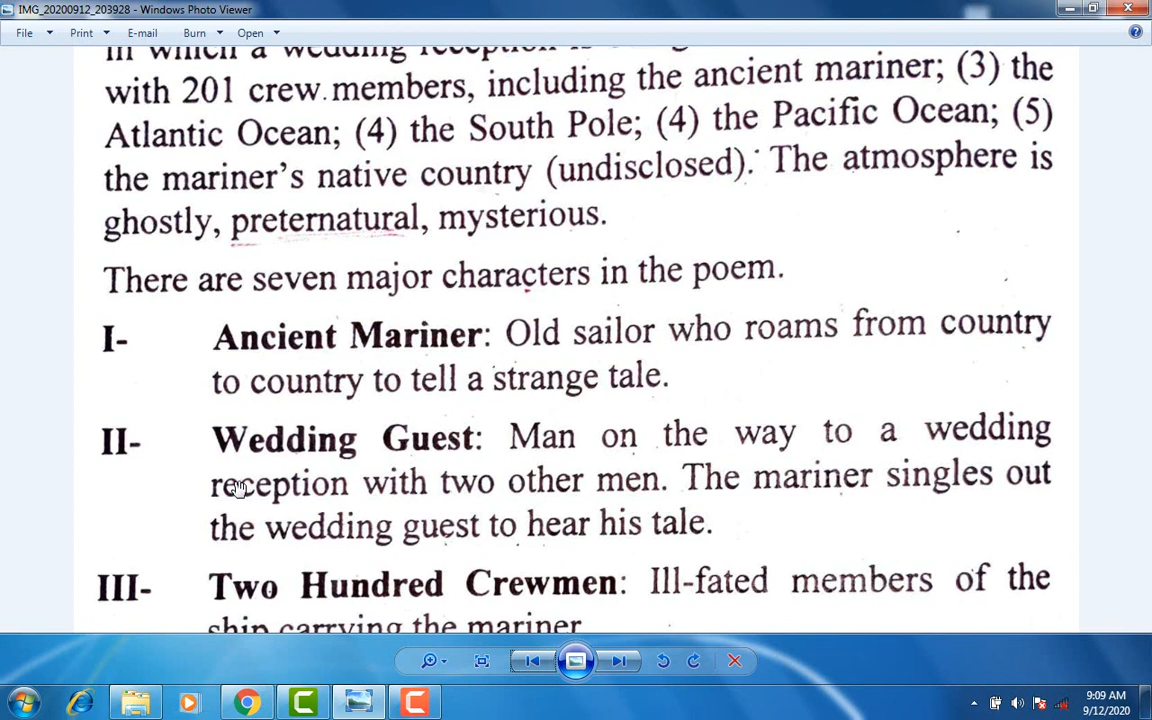 IMG_20200912_203928 - Windows Photo Viewer
File Print E-mail Burn Open
in which a wedding reception is
with 201 crew members, including the ancient mariner; (3) the
Atlantic Ocean; (4) the South Pole; (4) the Pacific Ocean; (5)
the mariner's native country (undisclosed). The atmosphere is
ghostly, preternatural, mysterious.
There are seven major characters in the poem.
I- Ancient Mariner: Old sailor who roams from country
to country to tell a strange tale.
II- Wedding Guest: Man on the way to a wedding
reception with two other men. The mariner singles out
the wedding guest to hear his tale.
III- Two Hundred Crewmen: Ill-fated members of the
ship carrying the mariner
9:09 AM
9/12/2020